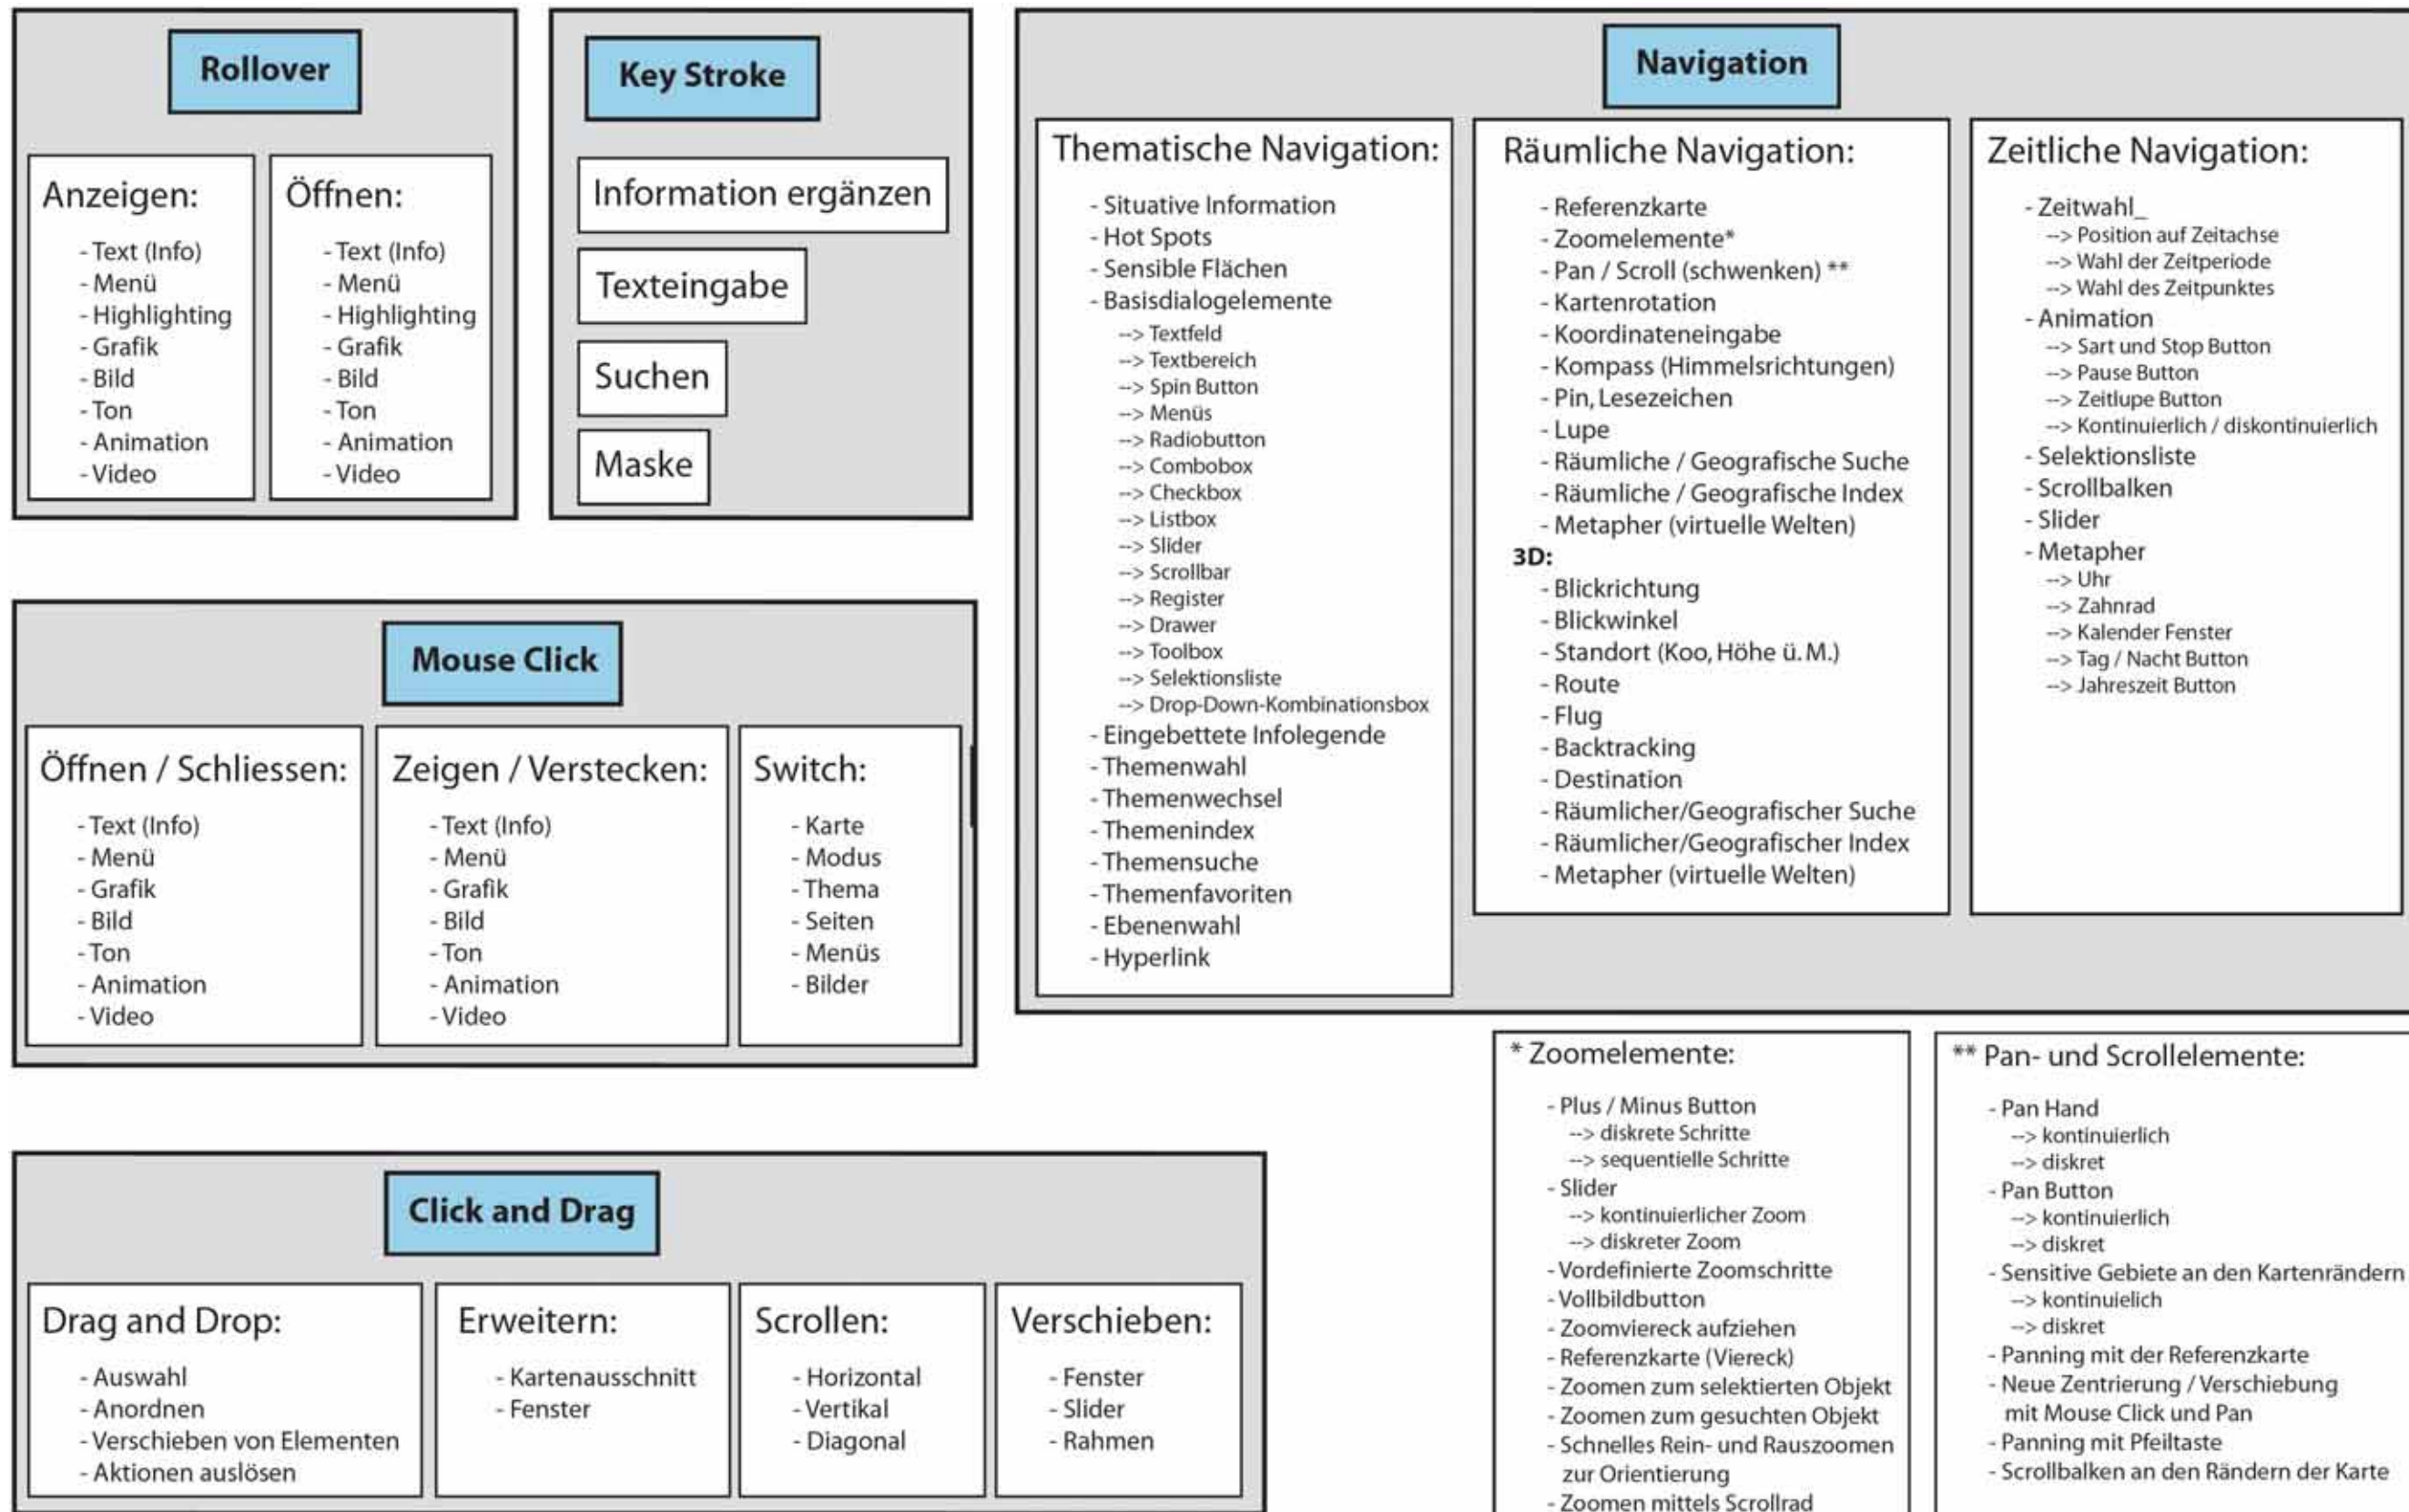 Rollover
Anzeigen:
- Text (Info)
- Menü
- Highlighting
- Grafik
- Bild
- Ton
- Animation
- Video
Öffnen:
- Text (Info)
- Menü
- Highlighting
- Grafik
- Bild
- Ton
- Animation
- Video
Key Stroke
Information ergänzen
Texteingabe
Suchen
Maske
Mouse Click
Öffnen / Schliessen:
- Text (Info)
- Menü
- Grafik
- Bild
- Ton
- Animation
- Video
Zeigen / Verstecken:
- Text (Info)
- Menü
- Grafik
- Bild
- Ton
- Animation
- Video
Switch:
- Karte
- Modus
- Thema
- Seiten
- Menüs
- Bilder
Click and Drag
Drag and Drop:
- Auswahl
- Anordnen
- Verschieben von Elementen
- Aktionen auslösen
Erweitern:
- Kartenausschnitt
- Fenster
Scrollen:
- Horizontal
- Vertikal
- Diagonal
Verschieben:
- Fenster
- Slider
- Rahmen
Navigation
Thematische Navigation:
- Situative Information
- Hot Spots
- Sensible Flächen
- Basisdialogelemente
--> Textfeld
--> Textbereich
--> Spin Button
--> Menüs
--> Radiobutton
--> Combobox
--> Checkbox
--> Listbox
--> Slider
--> Scrollbar
--> Register
--> Drawer
--> Toolbox
--> Selektionsliste
--> Drop-Down-Kombinationsbox
- Eingebettete Infolegende
- Themenwahl
- Themenwechsel
- Themenindex
- Themensuche
- Themenfavoriten
- Ebenenwahl
- Hyperlink
Räumliche Navigation:
- Referenzkarte
- Zoomelemente*
- Pan / Scroll (schwenken) **
- Kartenrotation
- Koordinateneingabe
- Kompass (Himmelsrichtungen)
- Pin, Lesezeichen
- Lupe
- Räumliche / Geografische Suche
- Räumliche / Geografische Index
- Metapher (virtuelle Welten)
3D:
- Blickrichtung
- Blickwinkel
- Standort (Koo, Höhe ü. M.)
- Route
- Flug
- Backtracking
- Destination
- Räumlicher/Geografischer Suche
- Räumlicher/Geografischer Index
- Metapher (virtuelle Welten)
Zeitliche Navigation:
- Zeitwahl_
--> Position auf Zeitachse
--> Wahl der Zeitperiode
--> Wahl des Zeitpunktes
- Animation
--> Sart und Stop Button
--> Pause Button
--> Zeitlupe Button
--> Kontinuierlich / diskontinuierlich
- Selektionsliste
- Scrollbalken
- Slider
- Metapher
--> Uhr
--> Zahnrad
--> Kalender Fenster
--> Tag / Nacht Button
--> Jahreszeit Button
* Zoomelemente:
- Plus / Minus Button
--> diskrete Schritte
--> sequentielle Schritte
- Slider
--> kontinuierlicher Zoom
--> diskreter Zoom
- Vordefinierte Zoomschritte
- Vollbildbutton
- Zoomviereck aufziehen
- Referenzkarte (Viereck)
- Zoomen zum selektierten Objekt
- Zoomen zum gesuchten Objekt
- Schnelles Rein- und Rauszoomen
zur Orientierung
- Zoomen mittels Scrollrad
** Pan- und Scrollelemente:
- Pan Hand
--> kontinuierlich
--> diskret
- Pan Button
--> kontinuierlich
--> diskret
- Sensitive Gebiete an den Kartenrändern
--> kontinuielich
--> diskret
- Panning mit der Referenzkarte
- Neue Zentrierung / Verschiebung
mit Mouse Click und Pan
- Panning mit Pfeiltaste
- Scrollbalken an den Rändern der Karte